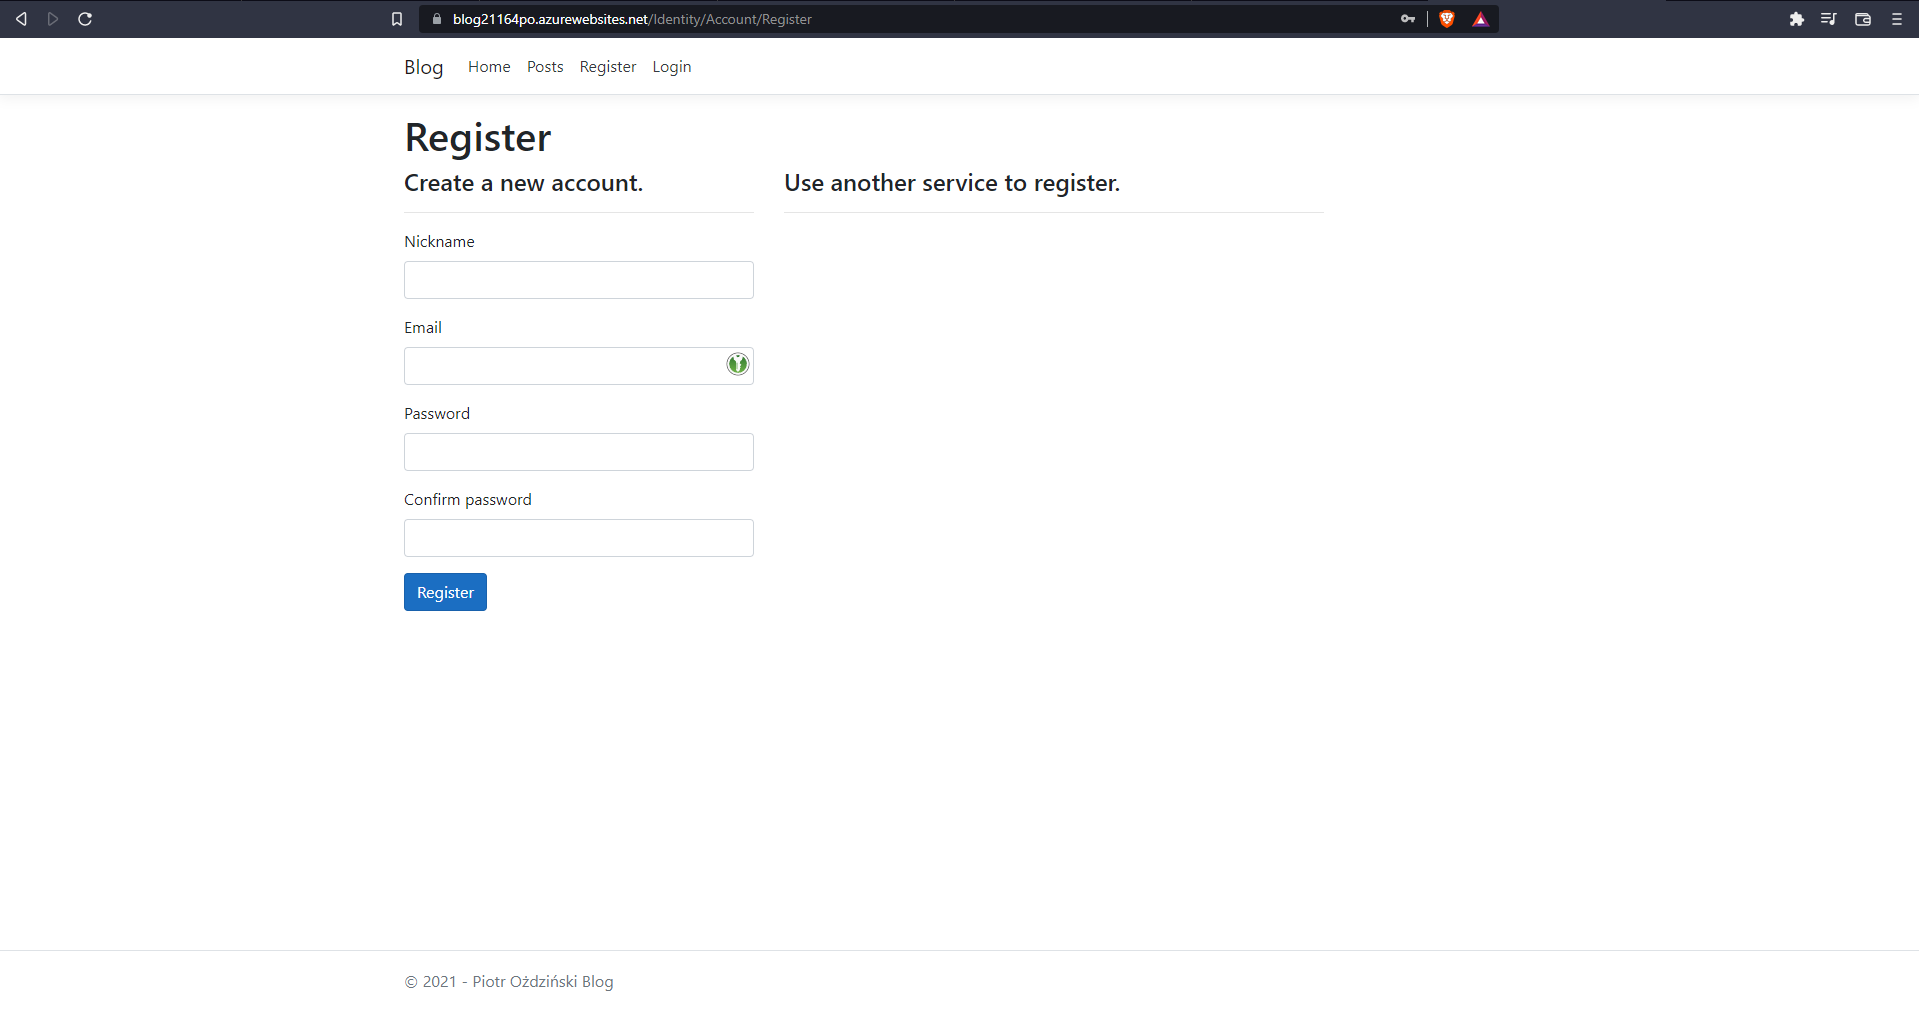 blog21164po.azurewebsites.net/Identity/Account/Register
Blog Home Posts Register Login
Register
Create a new account.
Use another service to register.
Nickname
Email
Password
Confirm password
Register
© 2021 - Piotr Ożdziński Blog